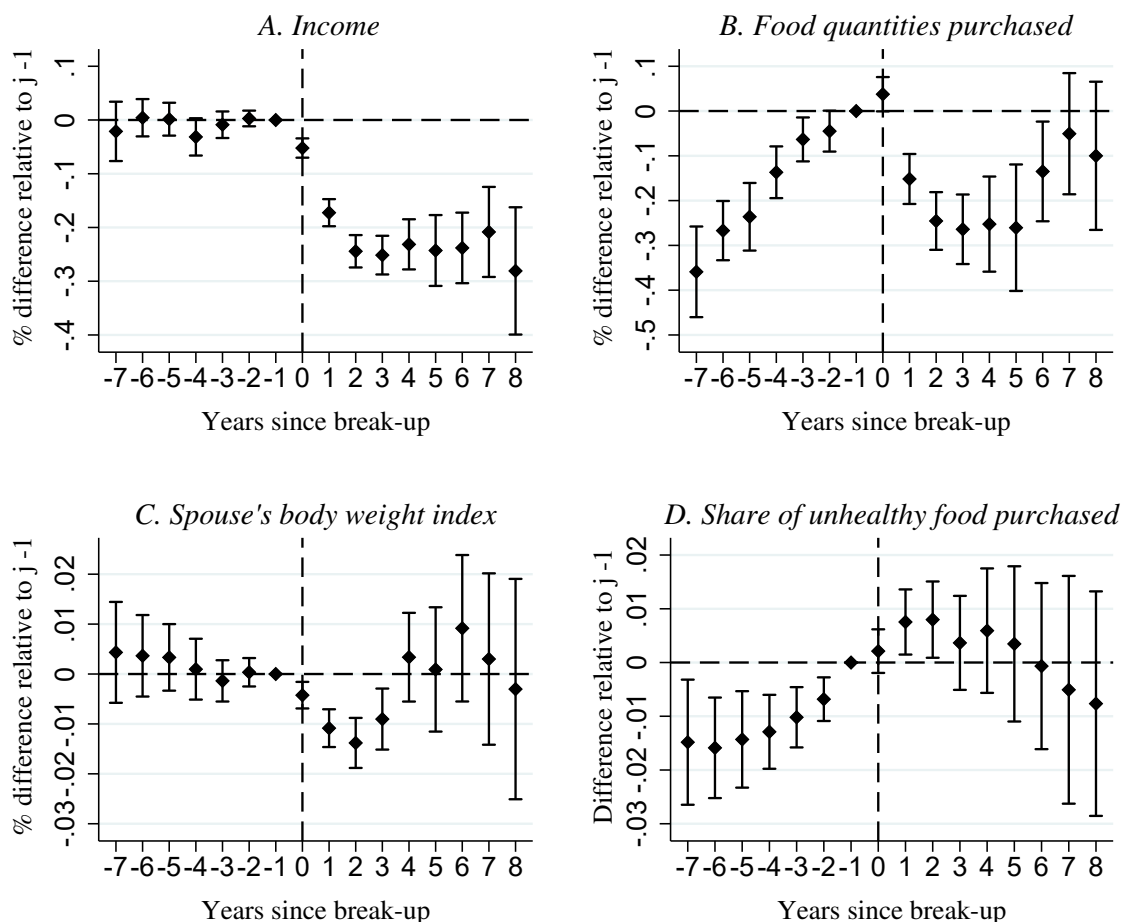 A. Income
% difference relative to j -1
.1
0
-.1
-.2
-.3
-.4
-7 -6 -5 -4 -3 -2 -1 0 1 2 3 4 5 6 7 8
Years since break-up
B. Food quantities purchased
% difference relative to j -1
.1
0
-.1
-.2
-.3
-.4
-.5
-7 -6 -5 -4 -3 -2 -1 0 1 2 3 4 5 6 7 8
Years since break-up
C. Spouse's body weight index
% difference relative to j -1
.02
.01
0
-.01
-.02
-.03
-7 -6 -5 -4 -3 -2 -1 0 1 2 3 4 5 6 7 8
Years since break-up
D. Share of unhealthy food purchased
Difference relative to j -1
.02
.01
0
-.01
-.02
-.03
-7 -6 -5 -4 -3 -2 -1 0 1 2 3 4 5 6 7 8
Years since break-up